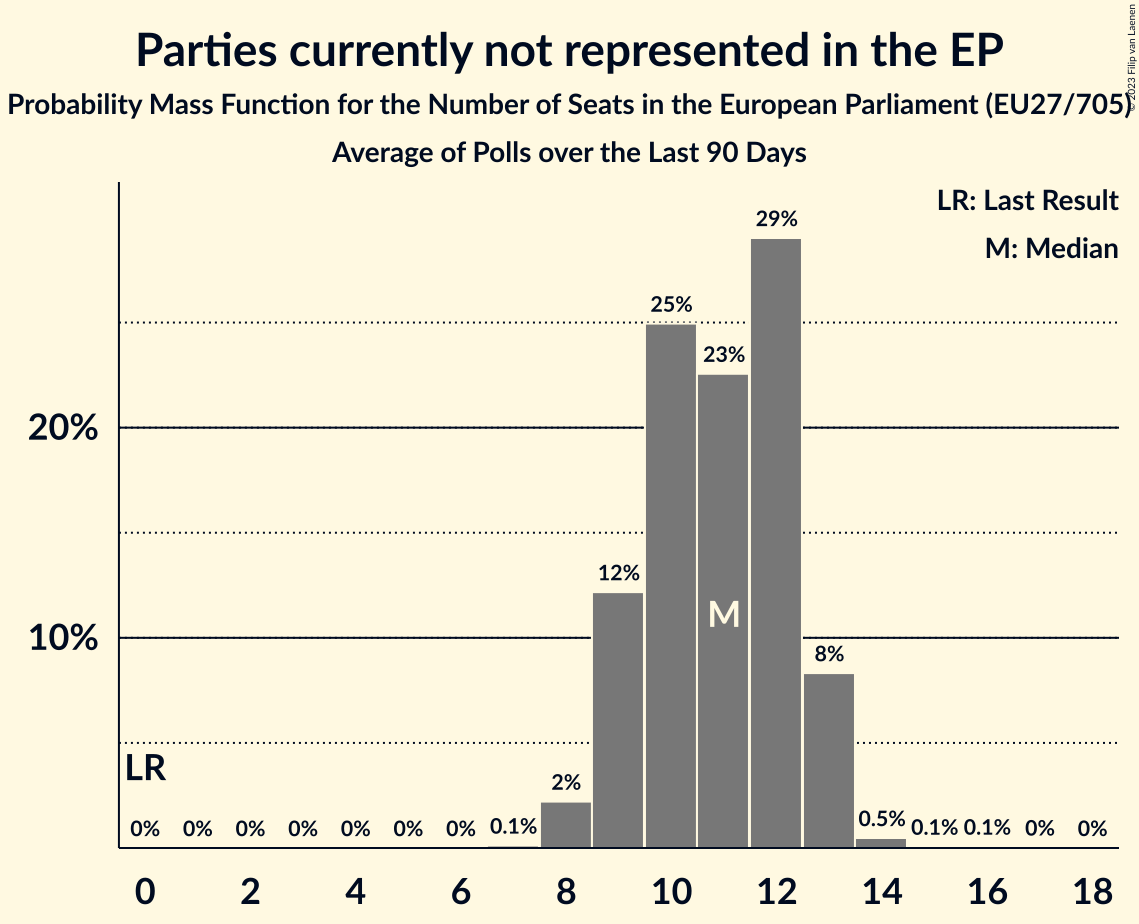 Parties currently not represented in the EP
Probability Mass Function for the Number of Seats in the European Parliament (EU27/705)
Average of Polls over the Last 90 Days
© 2023 Filip van Laenen
LR: Last Result
M: Median
29%
25%
23%
20%
12%
M
10%
8%
LR
2%
0% 0% 0% 0% 0% 0% 0% 0.1% 0.5% 0.1% 0.1% 0% 0%
0 2 4 6 8 10 12 14 16 18